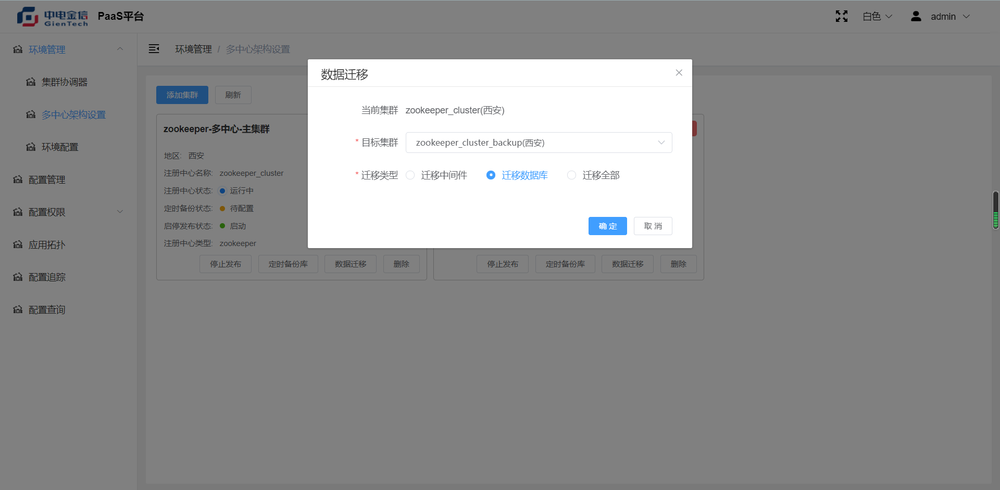 中电金信
GienTech
PaaS平台
白色
admin
环境管理
集群协调器
多中心架构设置
环境配置
配置管理
配置权限
应用拓扑
配置追踪
配置查询
环境管理 / 多中心架构设置
添加集群
刷新
zookeeper-多中心-主集群
地区: 西安
注册中心名称: zookeeper_cluster
注册中心状态: 运行中
定时备份状态: 待配置
启停发布状态: 启动
注册中心类型: zookeeper
停止发布 定时备份库 数据迁移 删除
停止发布 定时备份库 数据迁移 删除
数据迁移
当前集群 zookeeper_cluster(西安)
* 目标集群 zookeeper_cluster_backup(西安)
* 迁移类型 迁移中间件 迁移数据库 迁移全部
确 定 取 消